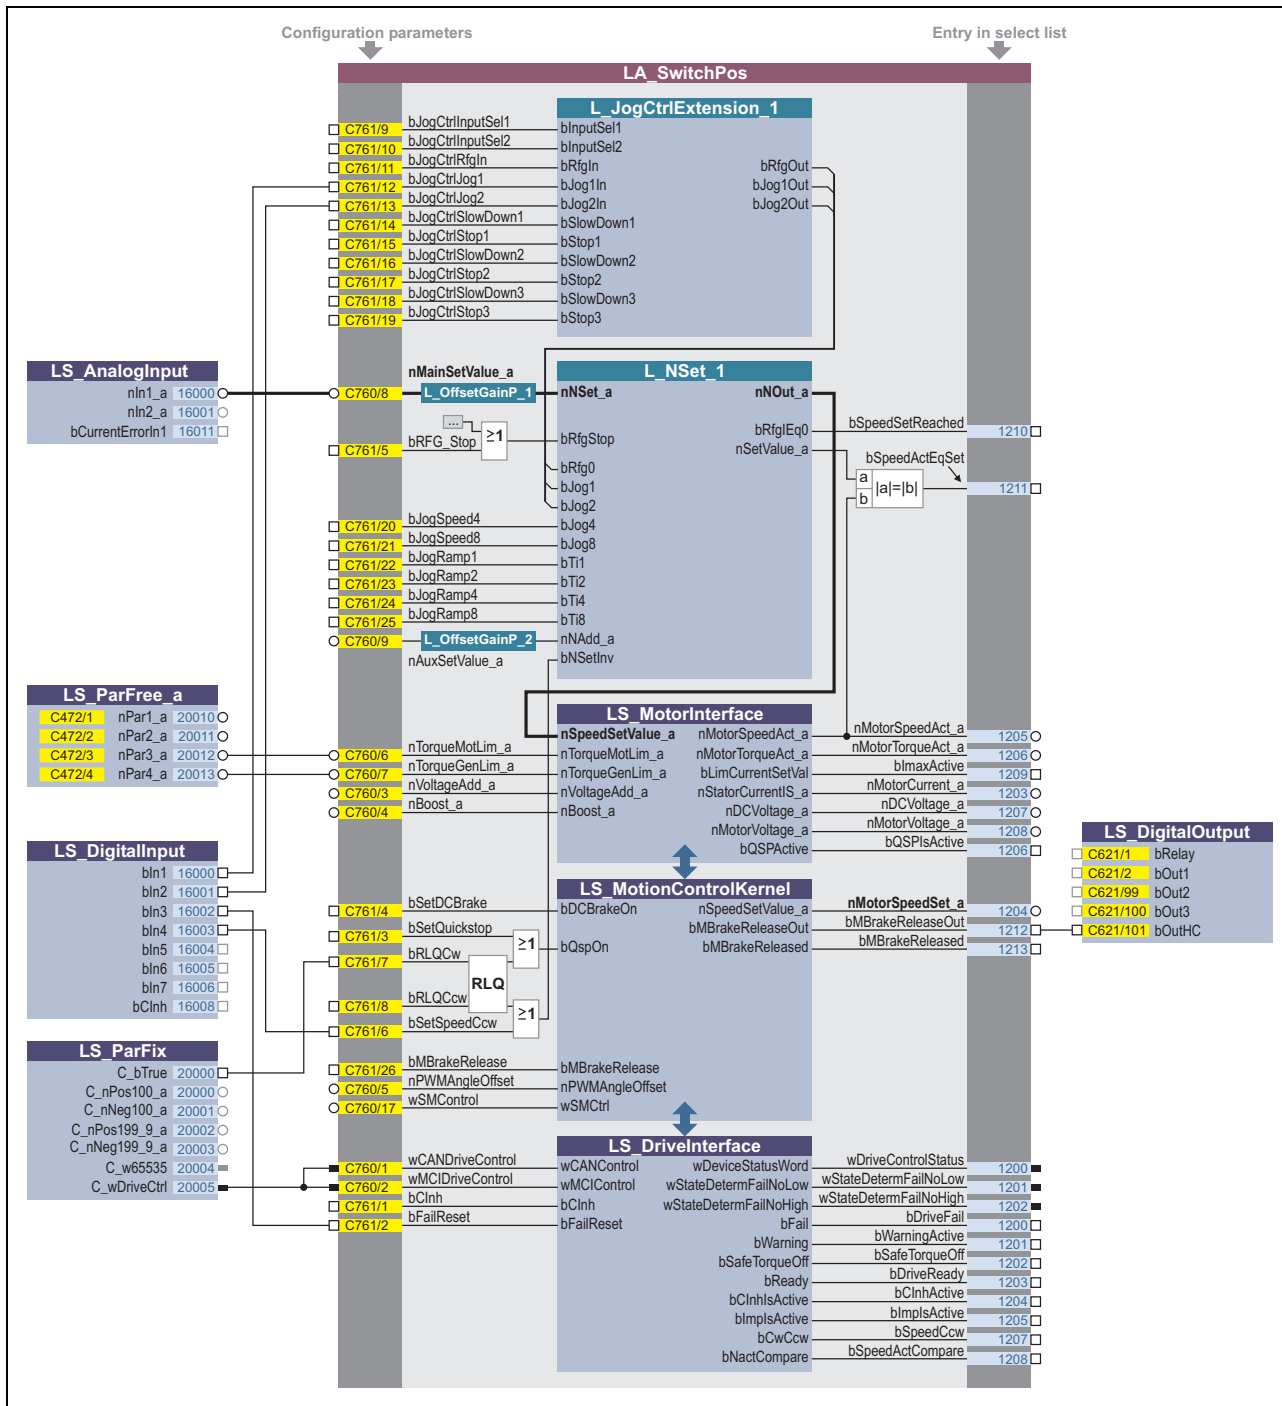 Configuration parameters
Entry in select list
LA_SwitchPos
L_JogCtrlExtension_1
C761/9 bJogCtrlInputSel1 bInputSel1
C761/10 bJogCtrlInputSel2 bInputSel2
C761/11 bJogCtrlRfgIn bRfgIn bRfgOut
C761/12 bJogCtrlJog1 bJog1In bJog1Out
C761/13 bJogCtrlJog2 bJog2In bJog2Out
C761/14 bJogCtrlSlowDown1 bSlowDown1
C761/15 bJogCtrlStop1 bStop1
C761/16 bJogCtrlSlowDown2 bSlowDown2
C761/17 bJogCtrlStop2 bStop2
C761/18 bJogCtrlSlowDown3 bSlowDown3
C761/19 bJogCtrlStop3 bStop3
LS_AnalogInput
nIn1_a 16000
nIn2_a 16001
bCurrentErrorIn1 16011
nMainSetValue_a
L_NSet_1
C760/8 L_OffsetGainP_1 nNSet_a nNOut_a
...
≥1
C761/5 bRFG_Stop bRfgStop
bRfgIEq0 bSpeedSetReached 1210
nSetValue_a
bSpeedActEqSet
a
b
|a|=|b|
1211
bRfg0
bJog1
bJog2
C761/20 bJogSpeed4 bJog4
C761/21 bJogSpeed8 bJog8
C761/22 bJogRamp1 bTi1
C761/23 bJogRamp2 bTi2
C761/24 bJogRamp4 bTi4
C761/25 bJogRamp8 bTi8
C760/9 L_OffsetGainP_2 nNAdd_a
nAuxSetValue_a bNSetInv
LS_ParFree_a
C472/1 nPar1_a 20010
C472/2 nPar2_a 20011
C472/3 nPar3_a 20012
C472/4 nPar4_a 20013
LS_MotorInterface
nSpeedSetValue_a nMotorSpeedAct_a nMotorSpeedAct_a 1205
C760/6 nTorqueMotLim_a nTorqueMotLim_a nMotorTorqueAct_a nMotorTorqueAct_a 1206
C760/7 nTorqueGenLim_a nTorqueGenLim_a bLimCurrentSetVal bImaxActive 1209
C760/3 nVoltageAdd_a nVoltageAdd_a nStatorCurrentIS_a nMotorCurrent_a 1203
C760/4 nBoost_a nBoost_a nDCVoltage_a nDCVoltage_a 1207
nMotorVoltage_a nMotorVoltage_a 1208
bQSPActive bQSPIsActive 1206
LS_DigitalOutput
C621/1 bRelay
C621/2 bOut1
C621/99 bOut2
C621/100 bOut3
C621/101 bOutHC
LS_DigitalInput
bIn1 16000
bIn2 16001
bIn3 16002
bIn4 16003
bIn5 16004
bIn6 16005
bIn7 16006
bCInh 16008
LS_MotionControlKernel
C761/4 bSetDCBrake bDCBrakeOn nSpeedSetValue_a nMotorSpeedSet_a 1204
C761/3 bSetQuickstop bMBrakeReleaseOut bMBrakeReleaseOut 1212
≥1
bQspOn bMBrakeReleased bMBrakeReleased 1213
C761/7 bRLQCw
RLQ
C761/8 bRLQCcw
≥1
C761/6 bSetSpeedCcw
C761/26 bMBrakeRelease bMBrakeRelease
C760/5 nPWMAngleOffset nPWMAngleOffset
C760/17 wSMControl wSMCtrl
LS_ParFix
C_bTrue 20000
C_nPos100_a 20000
C_nNeg100_a 20001
C_nPos199_9_a 20002
C_nNeg199_9_a 20003
C_w65535 20004
C_wDriveCtrl 20005
LS_DriveInterface
C760/1 wCANDriveControl wCANControl wDeviceStatusWord wDriveControlStatus 1200
C760/2 wMCIDriveControl wMCIControl wStateDetermFailNoLow wStateDetermFailNoLow 1201
C761/1 bCInh bCInh wStateDetermFailNoHigh wStateDetermFailNoHigh 1202
C761/2 bFailReset bFailReset bFail bDriveFail 1200
bWarning bWarningActive 1201
bSafeTorqueOff bSafeTorqueOff 1202
bReady bDriveReady 1203
bCInhIsActive bCInhActive 1204
bImpIsActive bImpIsActive 1205
bCwCcw bSpeedCcw 1207
bNactCompare bSpeedActCompare 1208